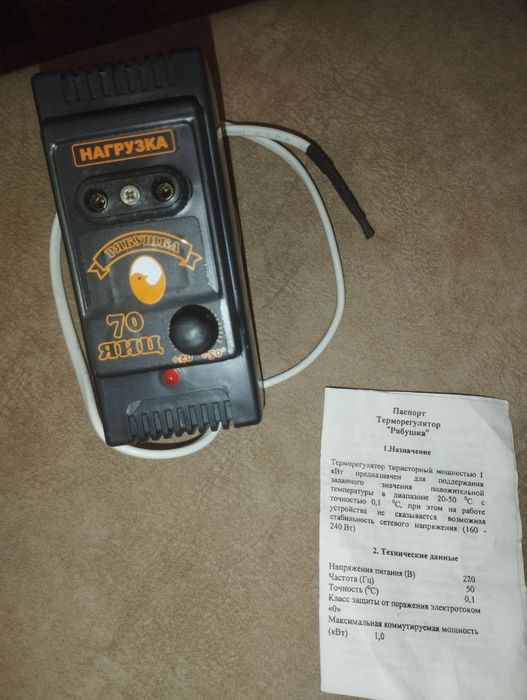 НАГРУЗКА
РЯБУШКА
70
ЯИЦ
+20° +50°
Паспорт
Терморегулятор
"Рябушка"
1.Назначение
Терморегулятор тиристорный мощностью 1
кВт предназначен для поддержания
заданного значения положительной
температуры в диапазоне 20-50 °С с
точностью 0,1 °С, при этом на работе
устройства не сказывается возможная
стабильность сетевого напряжения (160 -
240 Вт)
2. Технические данные
Напряжения питания (В) 220
Частота (Гц) 50
Точность (°С) 0,1
Класс защиты от поражения электротоком
«0»
Максимальная коммутируемая мощность
(кВт) 1,0